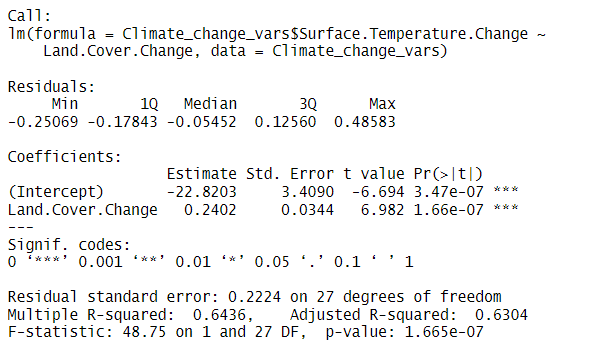 Call:
lm(formula = Climate_change_vars$Surface.Temperature.Change ~
    Land.Cover.Change, data = Climate_change_vars)
Residuals:
     Min       1Q   Median       3Q      Max
-0.25069 -0.17843 -0.05452  0.12560  0.48583
Coefficients:
                  Estimate Std. Error t value Pr(>|t|)
(Intercept)       -22.8203     3.4090  -6.694 3.47e-07 ***
Land.Cover.Change   0.2402     0.0344   6.982 1.66e-07 ***
---
Signif. codes:
0 ‘***’ 0.001 ‘**’ 0.01 ‘*’ 0.05 ‘.’ 0.1 ‘ ’ 1
Residual standard error: 0.2224 on 27 degrees of freedom
Multiple R-squared:  0.6436,    Adjusted R-squared:  0.6304
F-statistic: 48.75 on 1 and 27 DF,  p-value: 1.665e-07